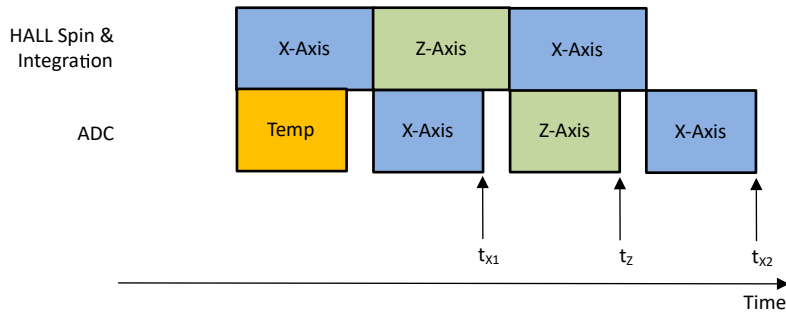 HALL Spin &
Integration
X-Axis
Z-Axis
X-Axis
ADC
Temp
X-Axis
Z-Axis
X-Axis
tX1
tZ
tX2
Time